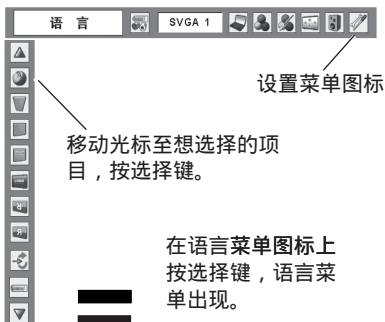 语 言
SVGA 1
设置菜单图标
移动光标至想选择的项
目，按选择键。
在语言菜单图标上
按选择键，语言菜
单出现。